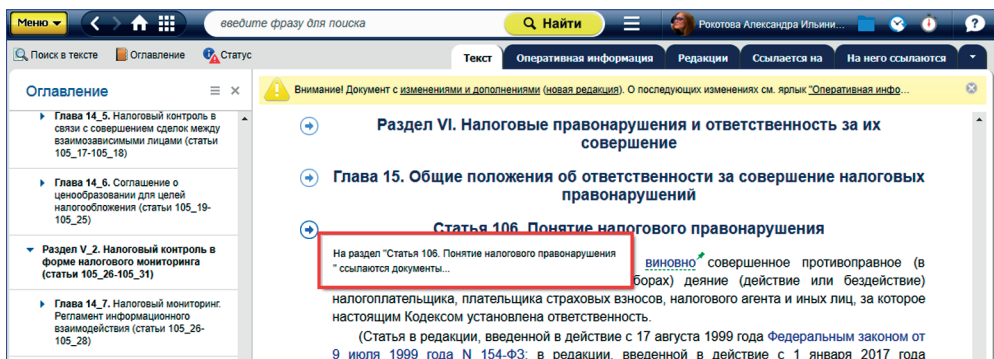 Меню
введите фразу для поиска
Найти
Рокотова Александра Ильини...
?
Поиск в тексте Оглавление Статус
Текст Оперативная информация Редакции Ссылается на На него ссылаются
Оглавление
Внимание! Документ с изменениями и дополнениями (новая редакция). О последующих изменениях см. ярлык "Оперативная инфо...
Глава 14_5. Налоговый контроль в
связи с совершением сделок между
взаимозависимыми лицами (статьи
105_17-105_18)
Глава 14_6. Соглашение о
ценообразовании для целей
налогообложения (статьи 105_19-
105_25)
Раздел V_2. Налоговый контроль в
форме налогового мониторинга
(статьи 105_26-105_31)
Глава 14_7. Налоговый мониторинг.
Регламент информационного
взаимодействия (статьи 105_26-
105_28)
Раздел VI. Налоговые правонарушения и ответственность за их
совершение
Глава 15. Общие положения об ответственности за совершение налоговых
правонарушений
Статья 106. Понятие налогового правонарушения
На раздел "Статья 106. Понятие налогового правонарушения
" ссылаются документы...
виновно совершенное противоправное (в
борах) деяние (действие или бездействие)
налогоплательщика, плательщика страховых взносов, налогового агента и иных лиц, за которое
настоящим Кодексом установлена ответственность.
(Статья в редакции, введенной в действие с 17 августа 1999 года Федеральным законом от
9 июля 1999 года N 154-ФЗ; в редакции, введенной в действие с 1 января 2017 года